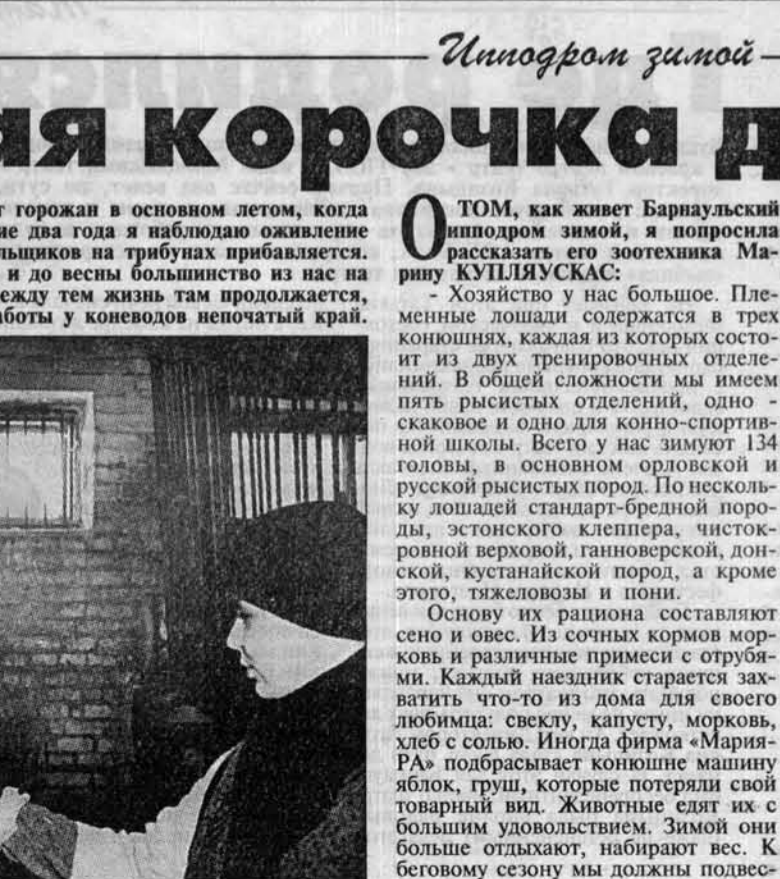 Ипподром зимой
ая корочка д
т горожан в основном летом, когда
ие два года я наблюдаю оживление
льщиков на трибунах прибавляется.
и до весны большинство из нас на
ежду тем жизнь там продолжается,
аботы у коневодов непочатый край.
О ТОМ, как живет Барнаульский
ипподром зимой, я попросила
рассказать его зоотехника Ма-
рину КУПЛЯУСКАС:
- Хозяйство у нас большое. Пле-
менные лошади содержатся в трех
конюшнях, каждая из которых состо-
ит из двух тренировочных отделе-
ний. В общей сложности мы имеем
пять рысистых отделений, одно -
скаковое и одно для конно-спортив-
ной школы. Всего у нас зимуют 134
головы, в основном орловской и
русской рысистых пород. По несколь-
ку лошадей стандарт-бредной поро-
ды, эстонского клеппера, чисток-
ровной верховой, ганноверской, дон-
ской, кустанайской пород, а кроме
этого, тяжеловозы и пони.
Основу их рациона составляют
сено и овес. Из сочных кормов мор-
ковь и различные примеси с отрубя-
ми. Каждый наездник старается зах-
ватить что-то из дома для своего
любимца: свеклу, капусту, морковь,
хлеб с солью. Иногда фирма «Мария-
РА» подбрасывает конюшне машину
яблок, груш, которые потеряли свой
товарный вид. Животные едят их с
большим удовольствием. Зимой они
больше отдыхают, набирают вес. К
беговому сезону мы должны подвес-